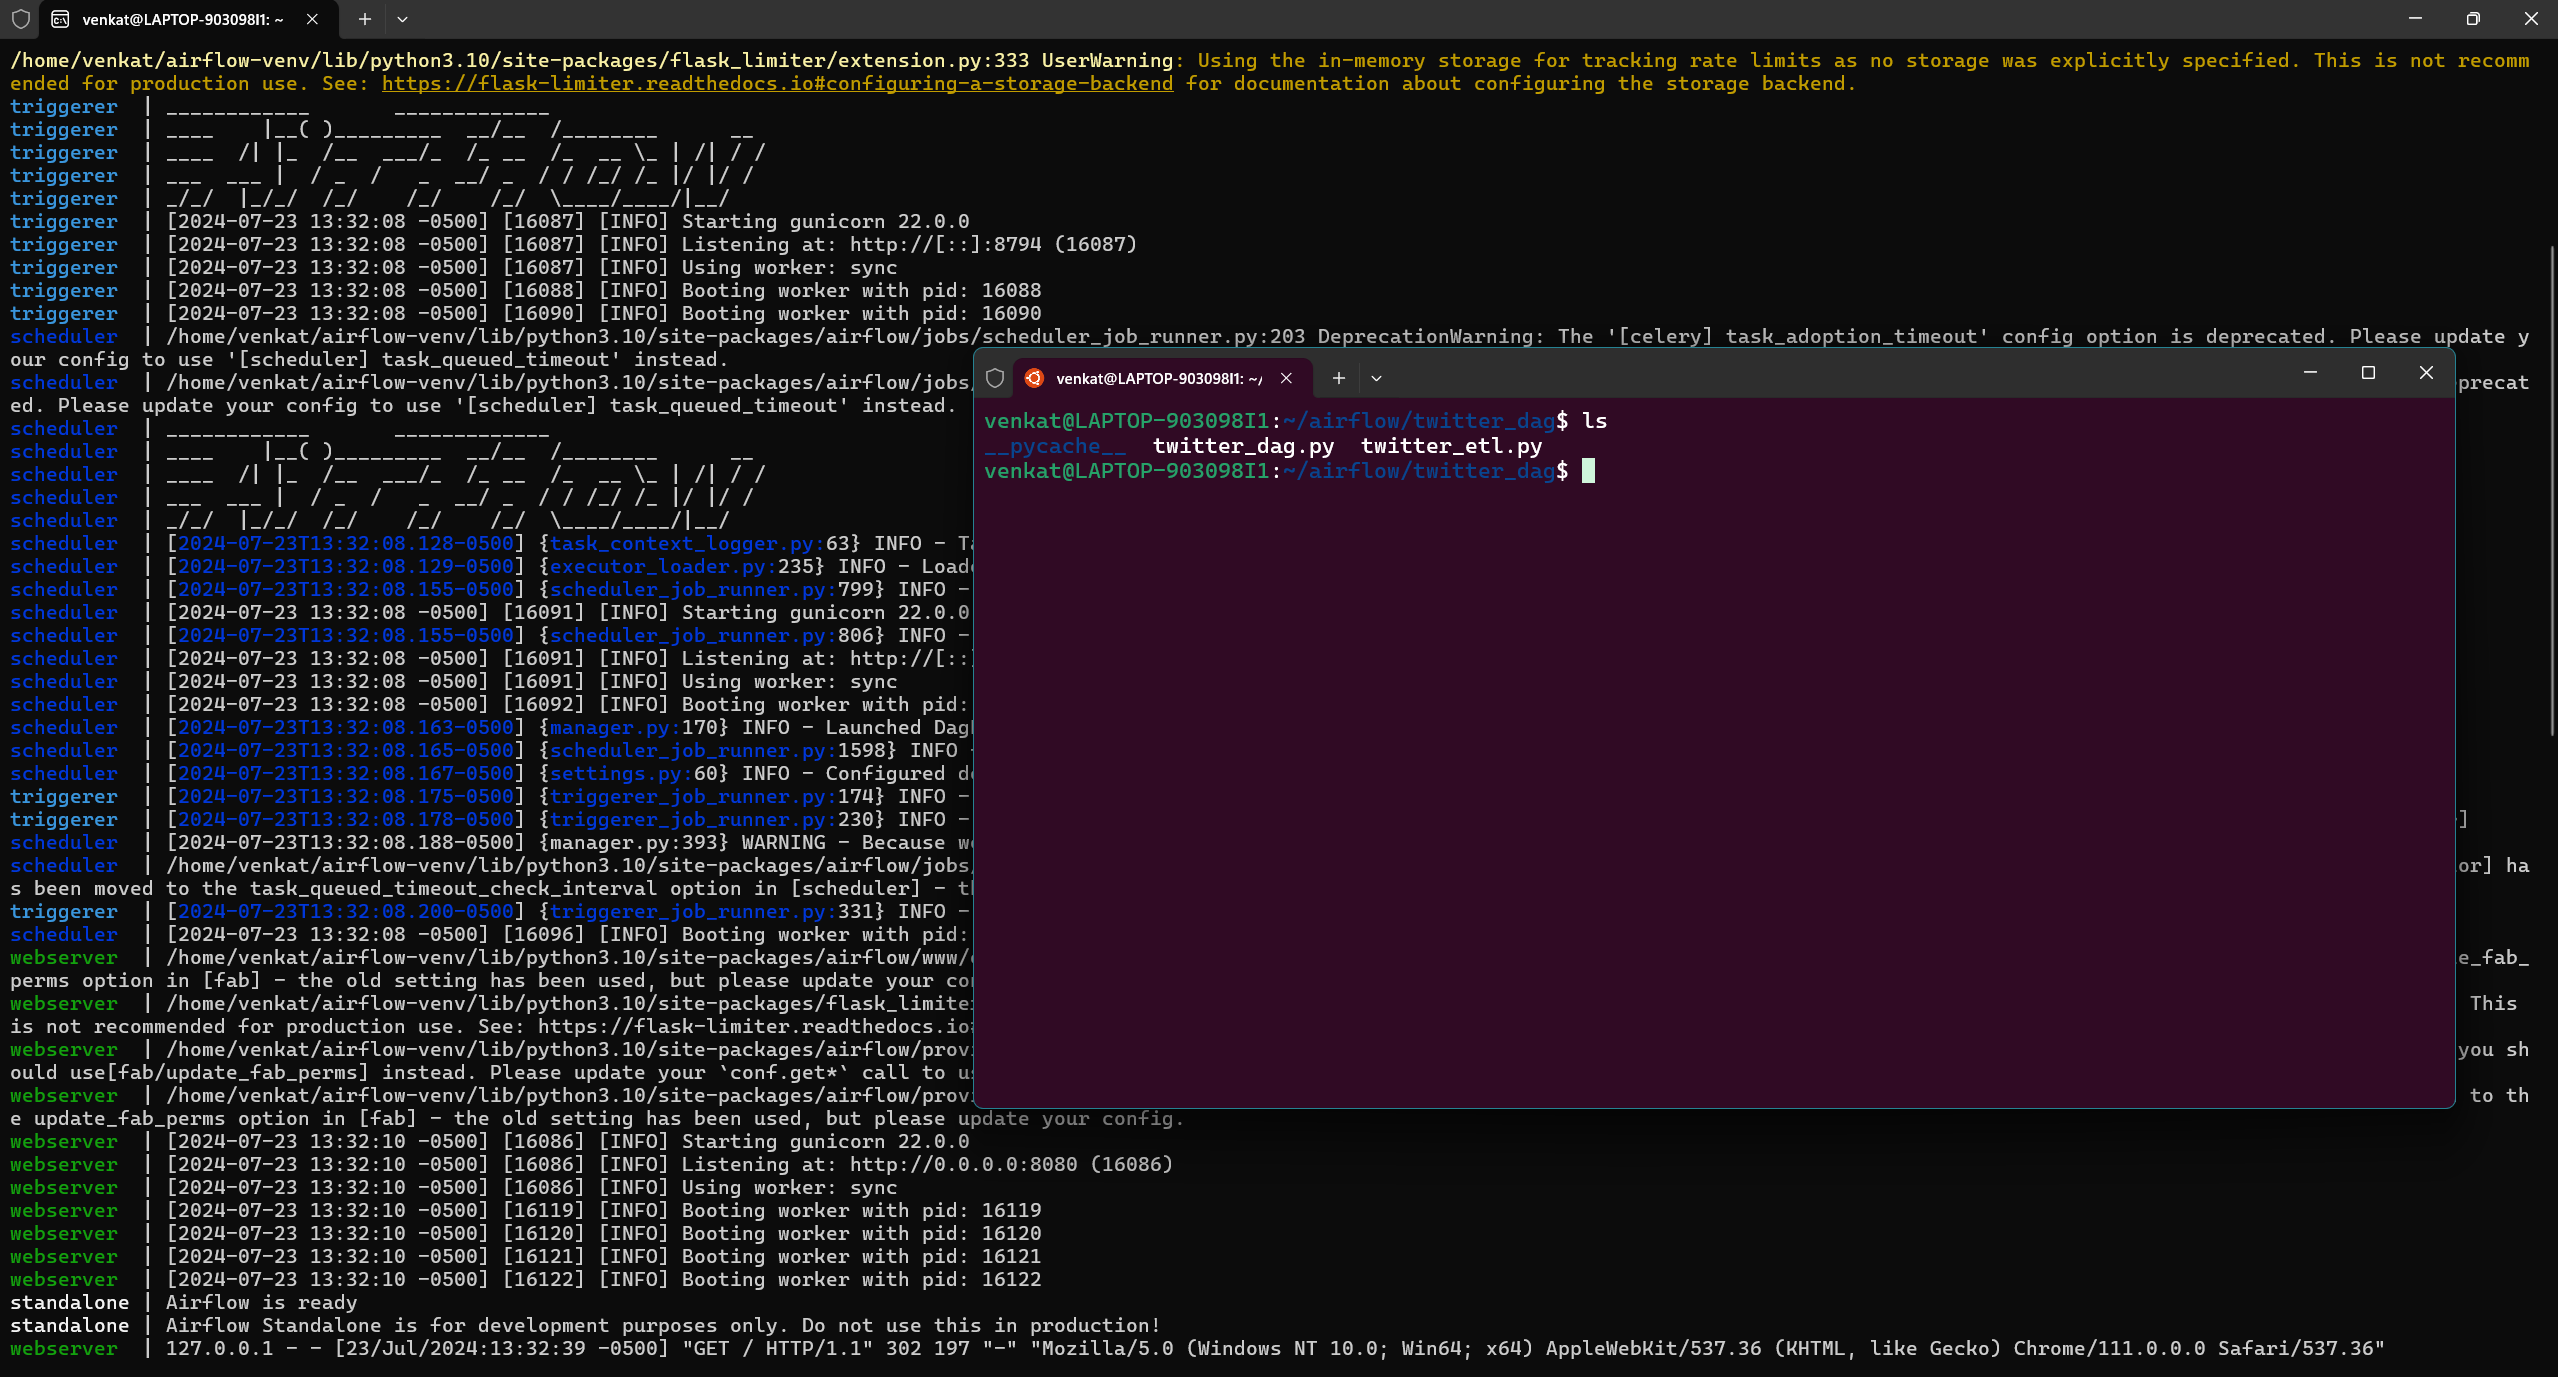 venkat@LAPTOP-903098I1: ~
/home/venkat/airflow-venv/lib/python3.10/site-packages/flask_limiter/extension.py:333 UserWarning: Using the in-memory storage for tracking rate limits as no storage was explicitly specified. This is not recomm
ended for production use. See: https://flask-limiter.readthedocs.io#configuring-a-storage-backend for documentation about configuring the storage backend.
triggerer | ____________       _____________
triggerer | ____    |__( )_________  __/__  /________      __
triggerer | ____  /| |_  /__  ___/_  /_ __  /_  __ \_ | /| / /
triggerer | ___  ___ |  / _  /   _  __/ _  / / /_/ /_ |/ |/ /
triggerer | _/_/  |_/_/  /_/    /_/    /_/  \____/____/|__/
triggerer | [2024-07-23 13:32:08 -0500] [16087] [INFO] Starting gunicorn 22.0.0
triggerer | [2024-07-23 13:32:08 -0500] [16087] [INFO] Listening at: http://[::]:8794 (16087)
triggerer | [2024-07-23 13:32:08 -0500] [16087] [INFO] Using worker: sync
triggerer | [2024-07-23 13:32:08 -0500] [16088] [INFO] Booting worker with pid: 16088
triggerer | [2024-07-23 13:32:08 -0500] [16090] [INFO] Booting worker with pid: 16090
scheduler | /home/venkat/airflow-venv/lib/python3.10/site-packages/airflow/jobs/scheduler_job_runner.py:203 DeprecationWarning: The '[celery] task_adoption_timeout' config option is deprecated. Please update y
our config to use '[scheduler] task_queued_timeout' instead.
scheduler | /home/venkat/airflow-venv/lib/python3.10/site-packages/airflow/jobs/ precat
ed. Please update your config to use '[scheduler] task_queued_timeout' instead.
scheduler | ____________       _____________
scheduler | ____    |__( )_________  __/__  /________      __
scheduler | ____  /| |_  /__  ___/_  /_ __  /_  __ \_ | /| / /
scheduler | ___  ___ |  / _  /   _  __/ _  / / /_/ /_ |/ |/ /
scheduler | _/_/  |_/_/  /_/    /_/    /_/  \____/____/|__/
scheduler | [2024-07-23T13:32:08.128-0500] {task_context_logger.py:63} INFO -
scheduler | [2024-07-23T13:32:08.129-0500] {executor_loader.py:235} INFO - Load
scheduler | [2024-07-23T13:32:08.155-0500] {scheduler_job_runner.py:799} INFO -
scheduler | [2024-07-23 13:32:08 -0500] [16091] [INFO] Starting gunicorn 22.0.0
scheduler | [2024-07-23T13:32:08.155-0500] {scheduler_job_runner.py:806} INFO -
scheduler | [2024-07-23 13:32:08 -0500] [16091] [INFO] Listening at: http://[::
scheduler | [2024-07-23 13:32:08 -0500] [16091] [INFO] Using worker: sync
scheduler | [2024-07-23 13:32:08 -0500] [16092] [INFO] Booting worker with pid:
scheduler | [2024-07-23T13:32:08.163-0500] {manager.py:170} INFO - Launched Dag
scheduler | [2024-07-23T13:32:08.165-0500] {scheduler_job_runner.py:1598} INFO -
scheduler | [2024-07-23T13:32:08.167-0500] {settings.py:60} INFO - Configured
triggerer | [2024-07-23T13:32:08.175-0500] {triggerer_job_runner.py:174} INFO -
triggerer | [2024-07-23T13:32:08.178-0500] {triggerer_job_runner.py:230} INFO - ]
scheduler | [2024-07-23T13:32:08.188-0500] {manager.py:393} WARNING - Because
scheduler | /home/venkat/airflow-venv/lib/python3.10/site-packages/airflow/jobs/ or] ha
s been moved to the task_queued_timeout_check_interval option in [scheduler] -
triggerer | [2024-07-23T13:32:08.200-0500] {triggerer_job_runner.py:331} INFO -
scheduler | [2024-07-23 13:32:08 -0500] [16096] [INFO] Booting worker with pid:
webserver | /home/venkat/airflow-venv/lib/python3.10/site-packages/airflow/www/ e_fab_
perms option in [fab] - the old setting has been used, but please update your
webserver | /home/venkat/airflow-venv/lib/python3.10/site-packages/flask_limite This
is not recommended for production use. See: https://flask-limiter.readthedocs.io
webserver | /home/venkat/airflow-venv/lib/python3.10/site-packages/airflow/prov you sh
ould use[fab/update_fab_perms] instead. Please update your `conf.get*` call to
webserver | /home/venkat/airflow-venv/lib/python3.10/site-packages/airflow/prov to th
e update_fab_perms option in [fab] - the old setting has been used, but please update your config.
webserver | [2024-07-23 13:32:10 -0500] [16086] [INFO] Starting gunicorn 22.0.0
webserver | [2024-07-23 13:32:10 -0500] [16086] [INFO] Listening at: http://0.0.0.0:8080 (16086)
webserver | [2024-07-23 13:32:10 -0500] [16086] [INFO] Using worker: sync
webserver | [2024-07-23 13:32:10 -0500] [16119] [INFO] Booting worker with pid: 16119
webserver | [2024-07-23 13:32:10 -0500] [16120] [INFO] Booting worker with pid: 16120
webserver | [2024-07-23 13:32:10 -0500] [16121] [INFO] Booting worker with pid: 16121
webserver | [2024-07-23 13:32:10 -0500] [16122] [INFO] Booting worker with pid: 16122
standalone | Airflow is ready
standalone | Airflow Standalone is for development purposes only. Do not use this in production!
webserver | 127.0.0.1 - - [23/Jul/2024:13:32:39 -0500] "GET / HTTP/1.1" 302 197 "-" "Mozilla/5.0 (Windows NT 10.0; Win64; x64) AppleWebKit/537.36 (KHTML, like Gecko) Chrome/111.0.0.0 Safari/537.36"
venkat@LAPTOP-903098I1: ~/
venkat@LAPTOP-903098I1:~/airflow/twitter_dag$ ls
__pycache__  twitter_dag.py  twitter_etl.py
venkat@LAPTOP-903098I1:~/airflow/twitter_dag$